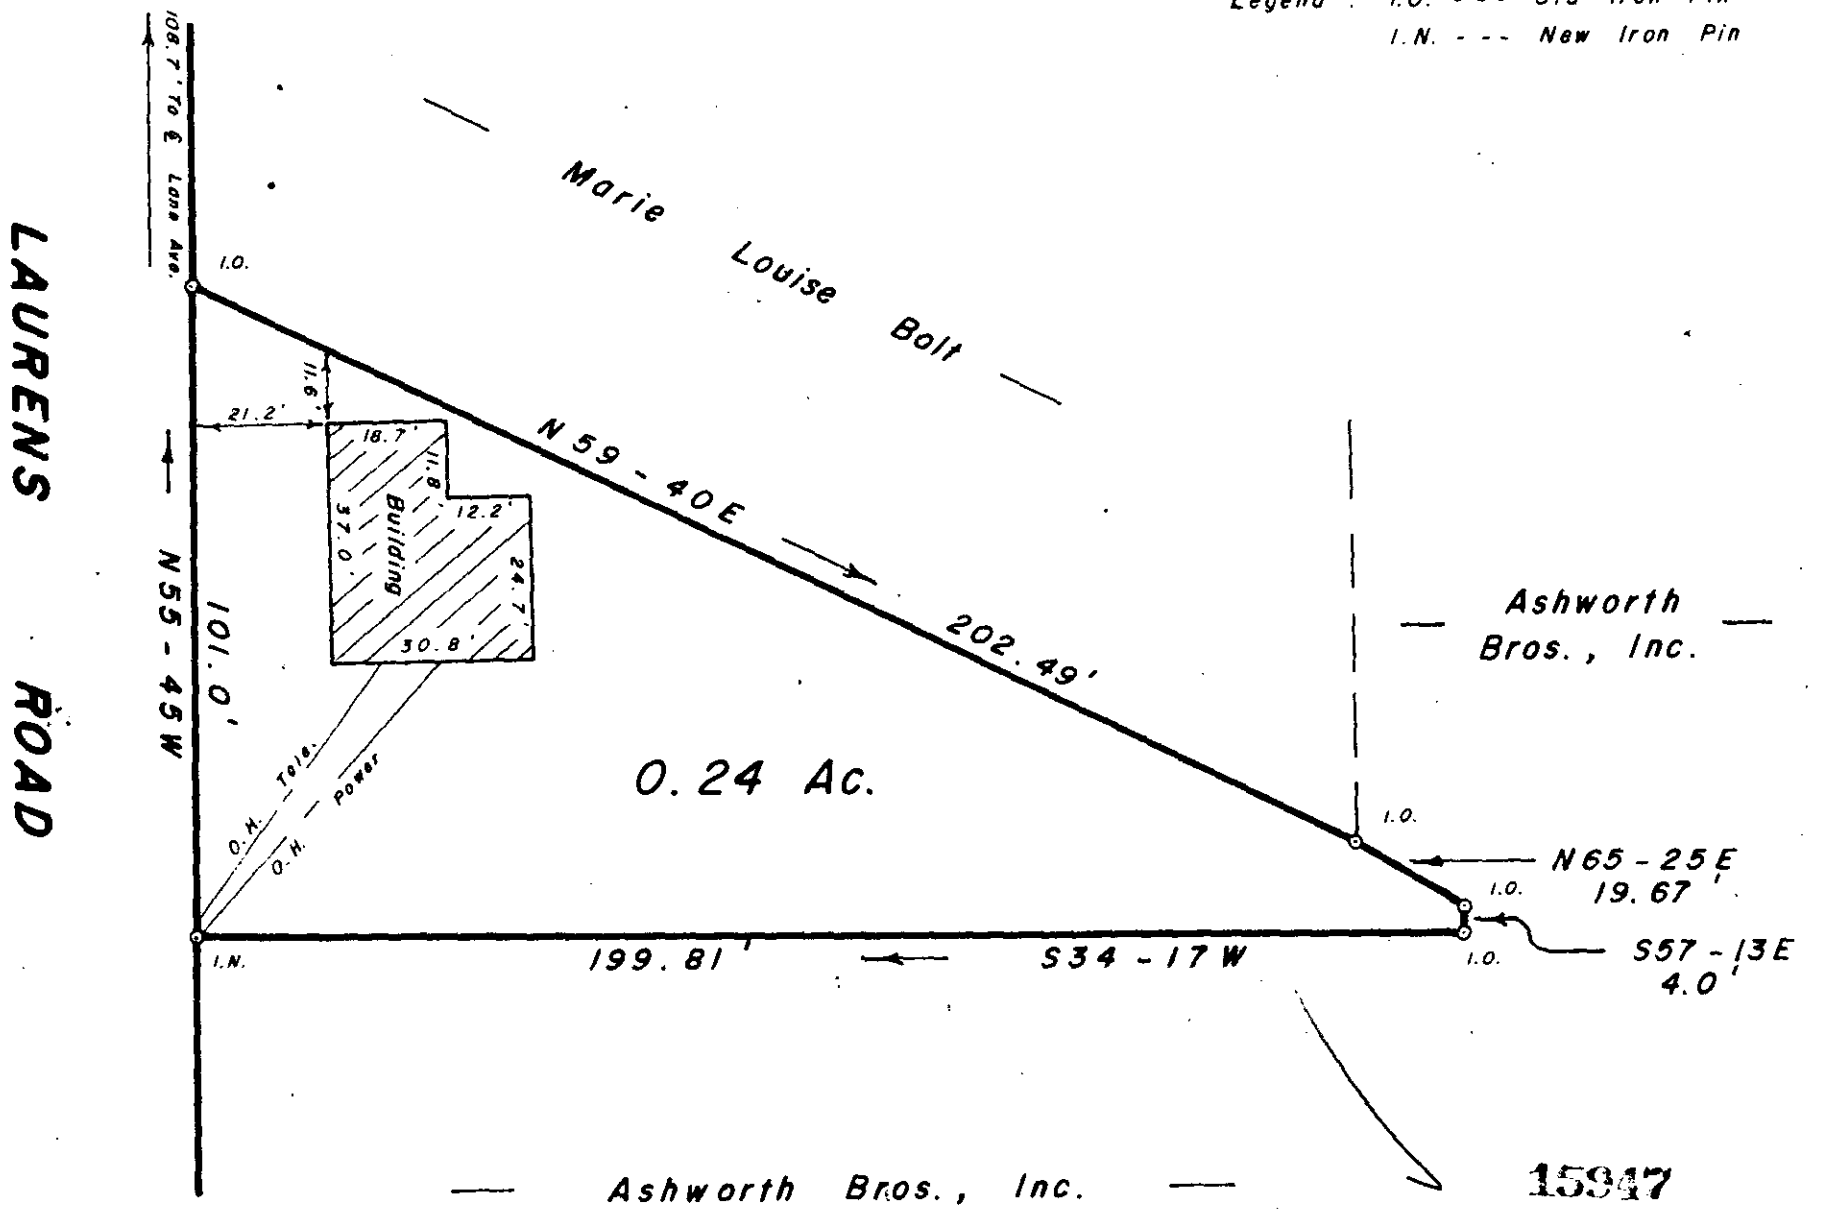 I.N. - - - New Iron Pin
108.7' To ℄ Lane Ave.
LAURENS ROAD
I.O.
Marie Louise Bolt
11.6'
21.2'
18.7'
11.8'
12.2'
37.0'
Building
24.7'
30.8'
N 59 - 40 E
202.49'
N 55 - 45 W
101.0'
Ashworth
Bros., Inc.
O.H. Tele.
O.H. Power
0.24 Ac.
I.O.
N 65 - 25 E
19.67'
I.O.
I.N.
199.81'
S 34 - 17 W
I.O.
S 57 - 13 E
4.0'
Ashworth Bros., Inc.
15947